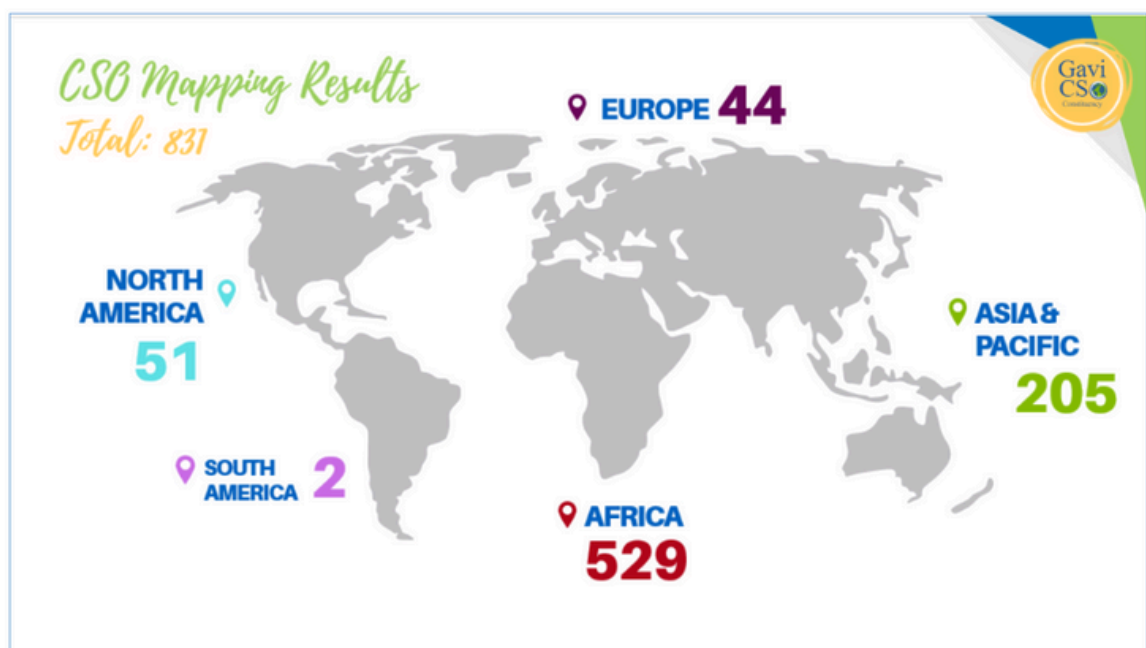 CSO Mapping Results
Total: 831
Gavi
CSO
Constituency
EUROPE 44
NORTH
AMERICA
51
ASIA &
PACIFIC
205
SOUTH
AMERICA 2
AFRICA
529